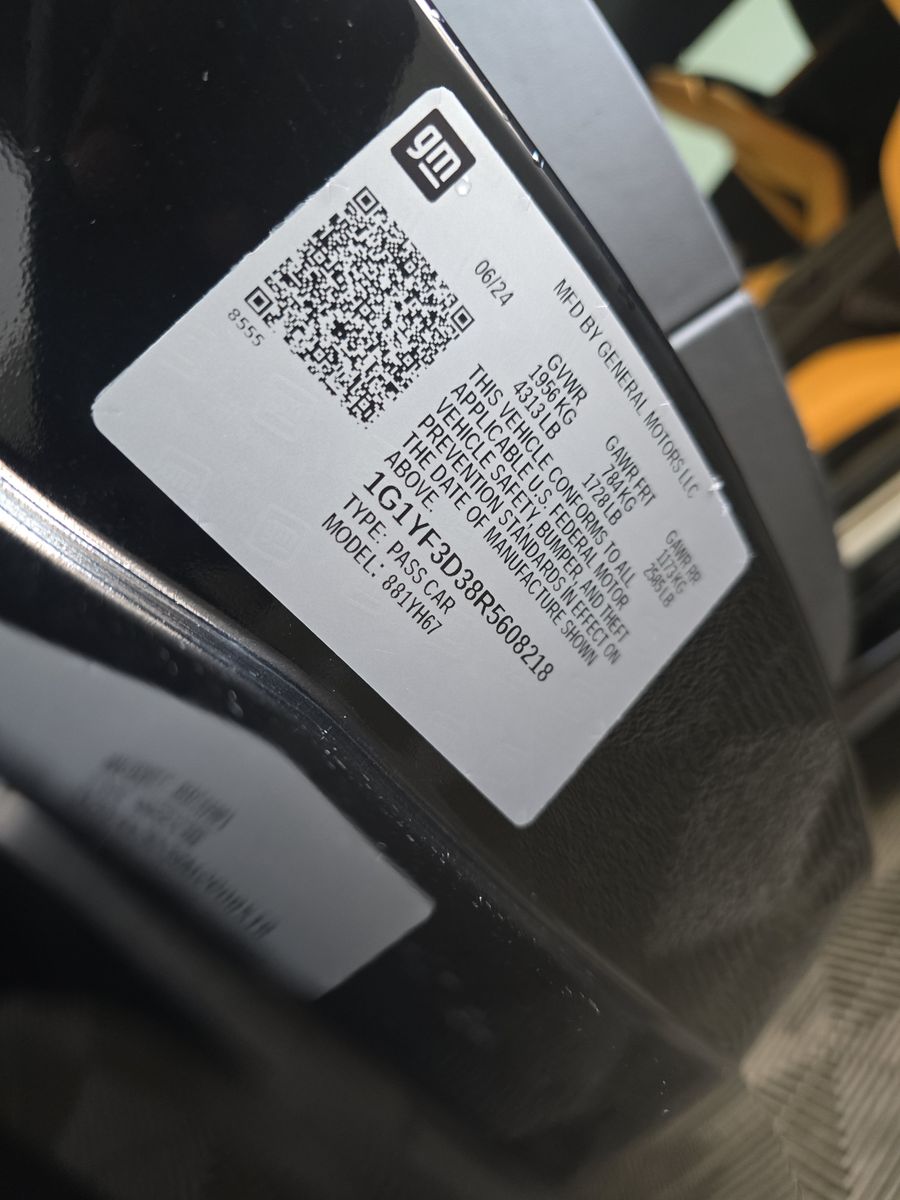 gm
8555
06/24
MFD BY GENERAL MOTORS LLC
GVWR GAWR FRT GAWR RR
1956 KG 784 KG 1173 KG
4313 LB 1728 LB 2585 LB
THIS VEHICLE CONFORMS TO ALL
APPLICABLE U.S. FEDERAL MOTOR
VEHICLE SAFETY, BUMPER, AND THEFT
PREVENTION STANDARDS IN EFFECT ON
THE DATE OF MANUFACTURE SHOWN
ABOVE.
1G1YF3D38R5608218
TYPE: PASS CAR
MODEL: 881YH67